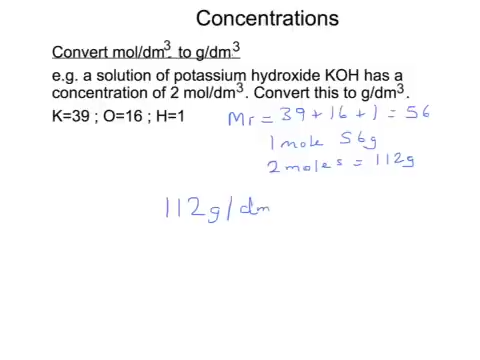 Concentrations
Convert mol/dm³ to g/dm³
e.g. a solution of potassium hydroxide KOH has a
concentration of 2 mol/dm³. Convert this to g/dm³.
K=39 ; O=16 ; H=1
Mr = 39 + 16 + 1 = 56
1 mole 56g
2 moles = 112g
112g/dm